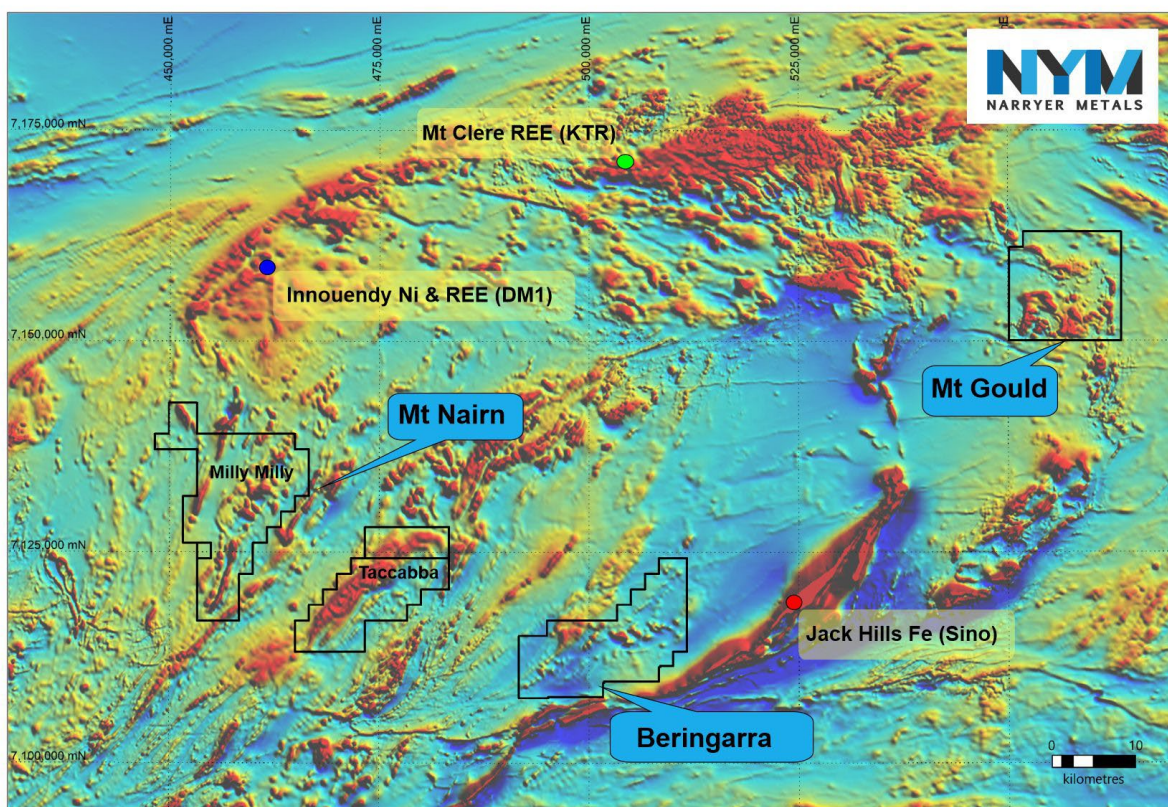 450,000 mE
475,000 mE
500,000 mE
525,000 mE
NYM
NARRYER METALS
7,175,000 mN
Mt Clere REE (KTR)
Innouendy Ni & REE (DM1)
7,150,000 mN
Mt Gould
Mt Nairn
Milly Milly
7,125,000 mN
Taccabba
Jack Hills Fe (Sino)
Beringarra
7,100,000 mN
0 10
kilometres